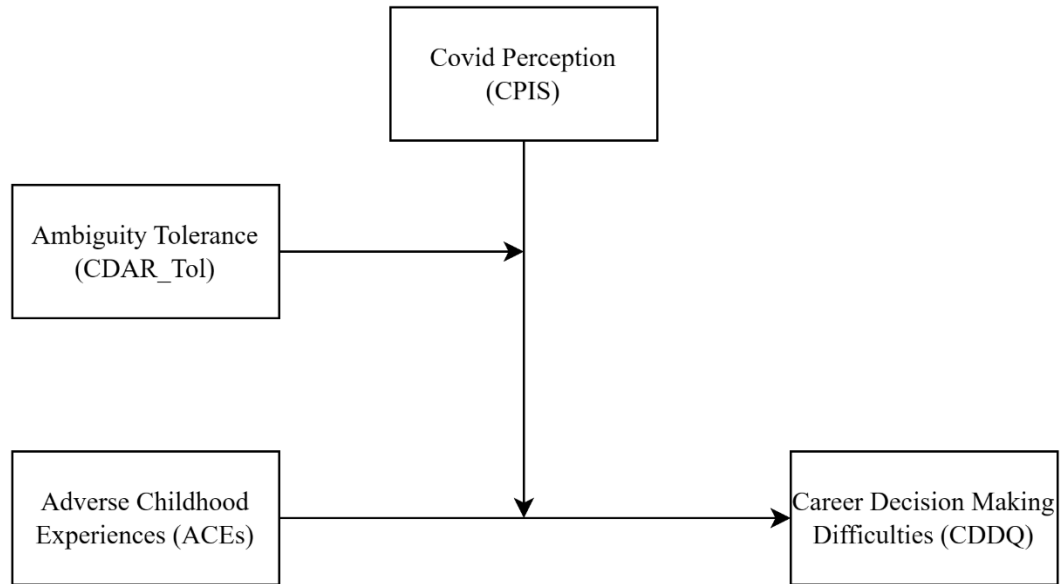 Covid Perception
(CPIS)
Ambiguity Tolerance
(CDAR_Tol)
Adverse Childhood
Experiences (ACEs)
Career Decision Making
Difficulties (CDDQ)